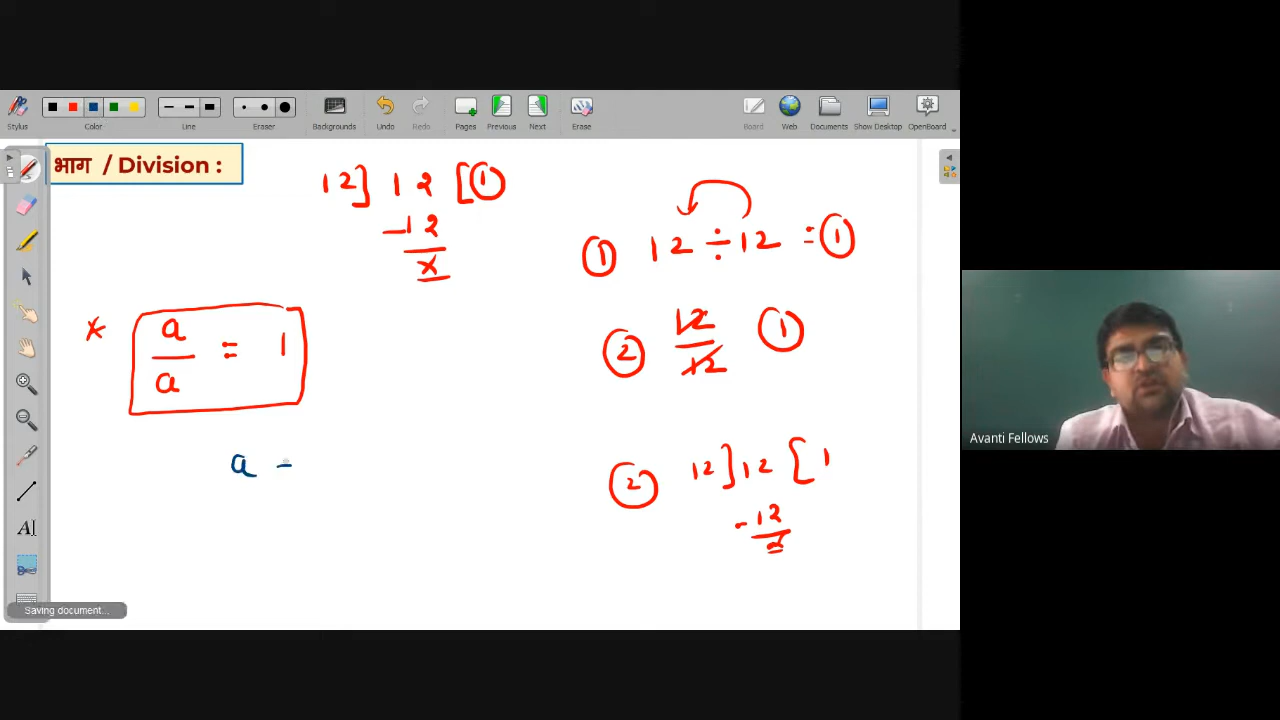 Stylus
Color
Line
Eraser
Backgrounds
Undo
Redo
Pages
Previous
Next
Erase
Board
Web
Documents
Show Desktop
OpenBoard
भाग / Division :
12] 12 [1
-12
x
① 12 ÷ 12 = 1
* a/a = 1
② 12/12 1
a -
② 12]12 [1
-12
Saving document...
Avanti Fellows